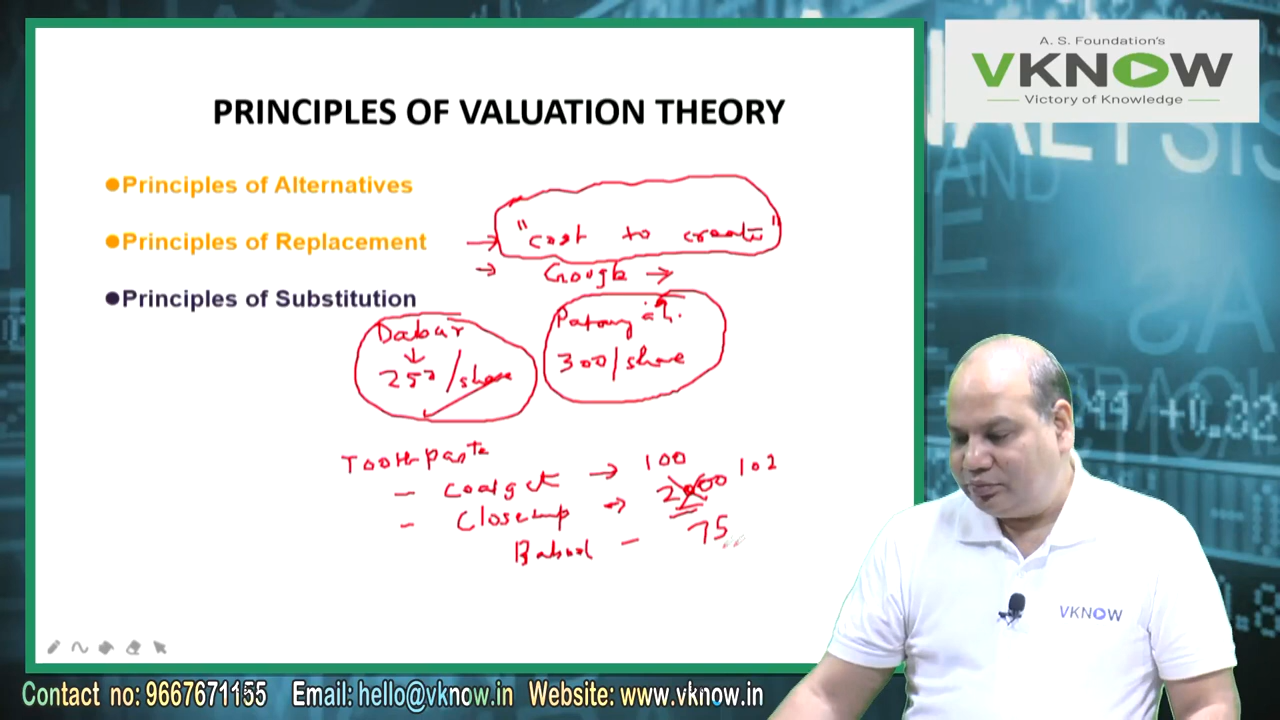 A. S. Foundation's
VKNOW
Victory of Knowledge
PRINCIPLES OF VALUATION THEORY
Principles of Alternatives
Principles of Replacement
"cost to create"
Google
Principles of Substitution
Dabur
250/share
300/share
Toothpaste
100
102
- Closeup
75
Babool -
VKNOW
Contact no: 9667671155 Email: hello@vknow.in Website: www.vknow.in